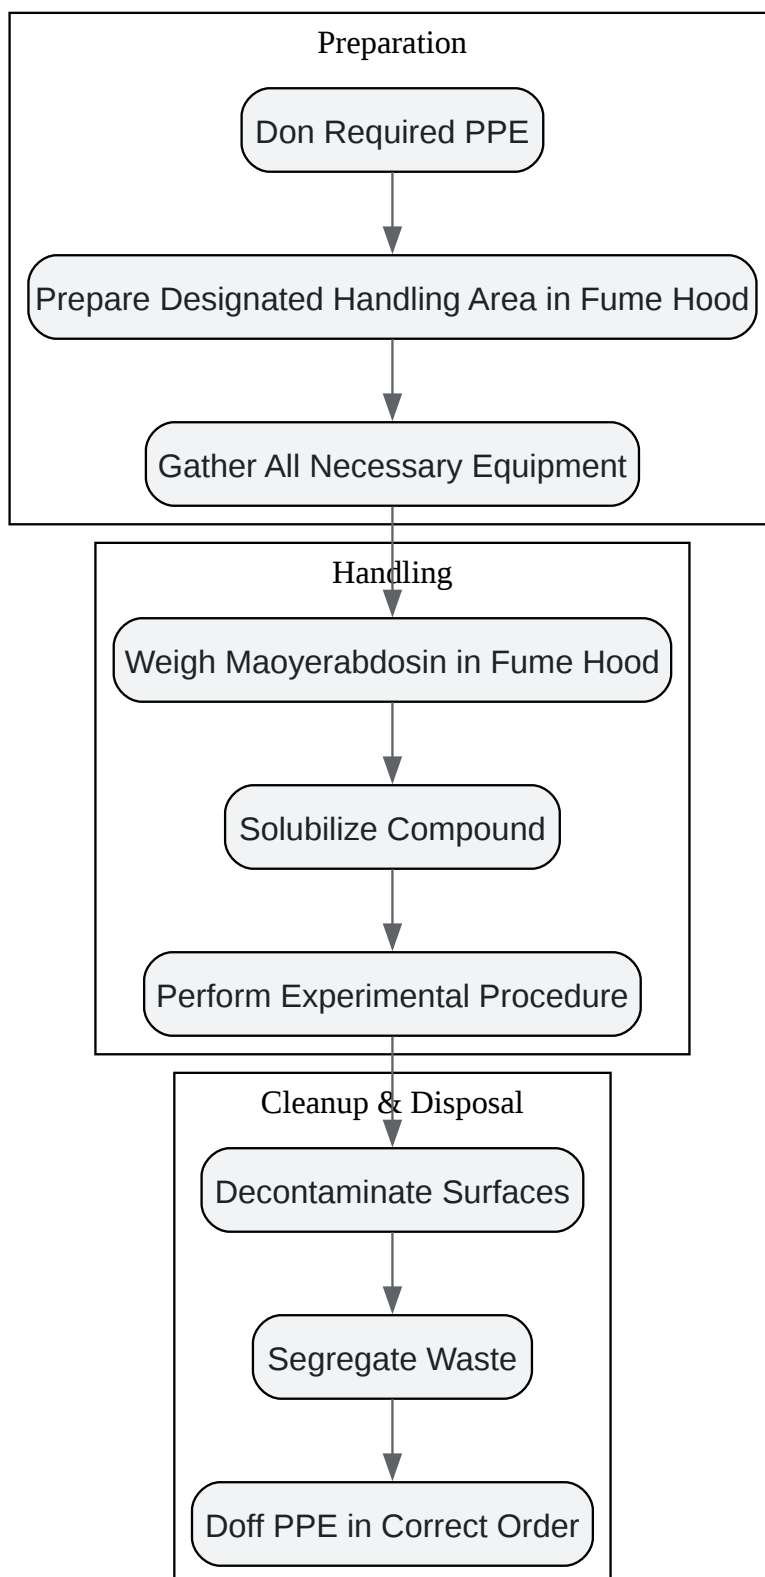 Preparation
Don Required PPE
Prepare Designated Handling Area in Fume Hood
Gather All Necessary Equipment
Handling
Weigh Maoyerabdosin in Fume Hood
Solubilize Compound
Perform Experimental Procedure
Cleanup & Disposal
Decontaminate Surfaces
Segregate Waste
Doff PPE in Correct Order